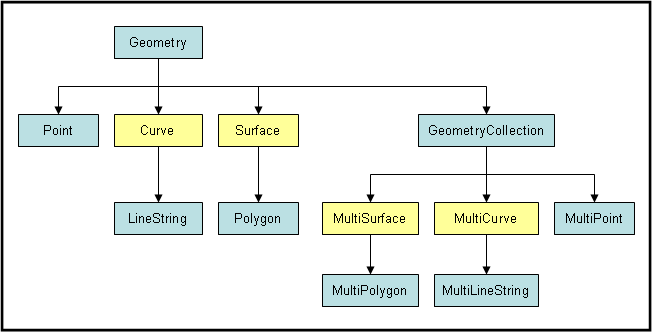 Geometry
Point
Curve
Surface
GeometryCollection
LineString
Polygon
MultiSurface
MultiCurve
MultiPoint
MultiPolygon
MultiLineString